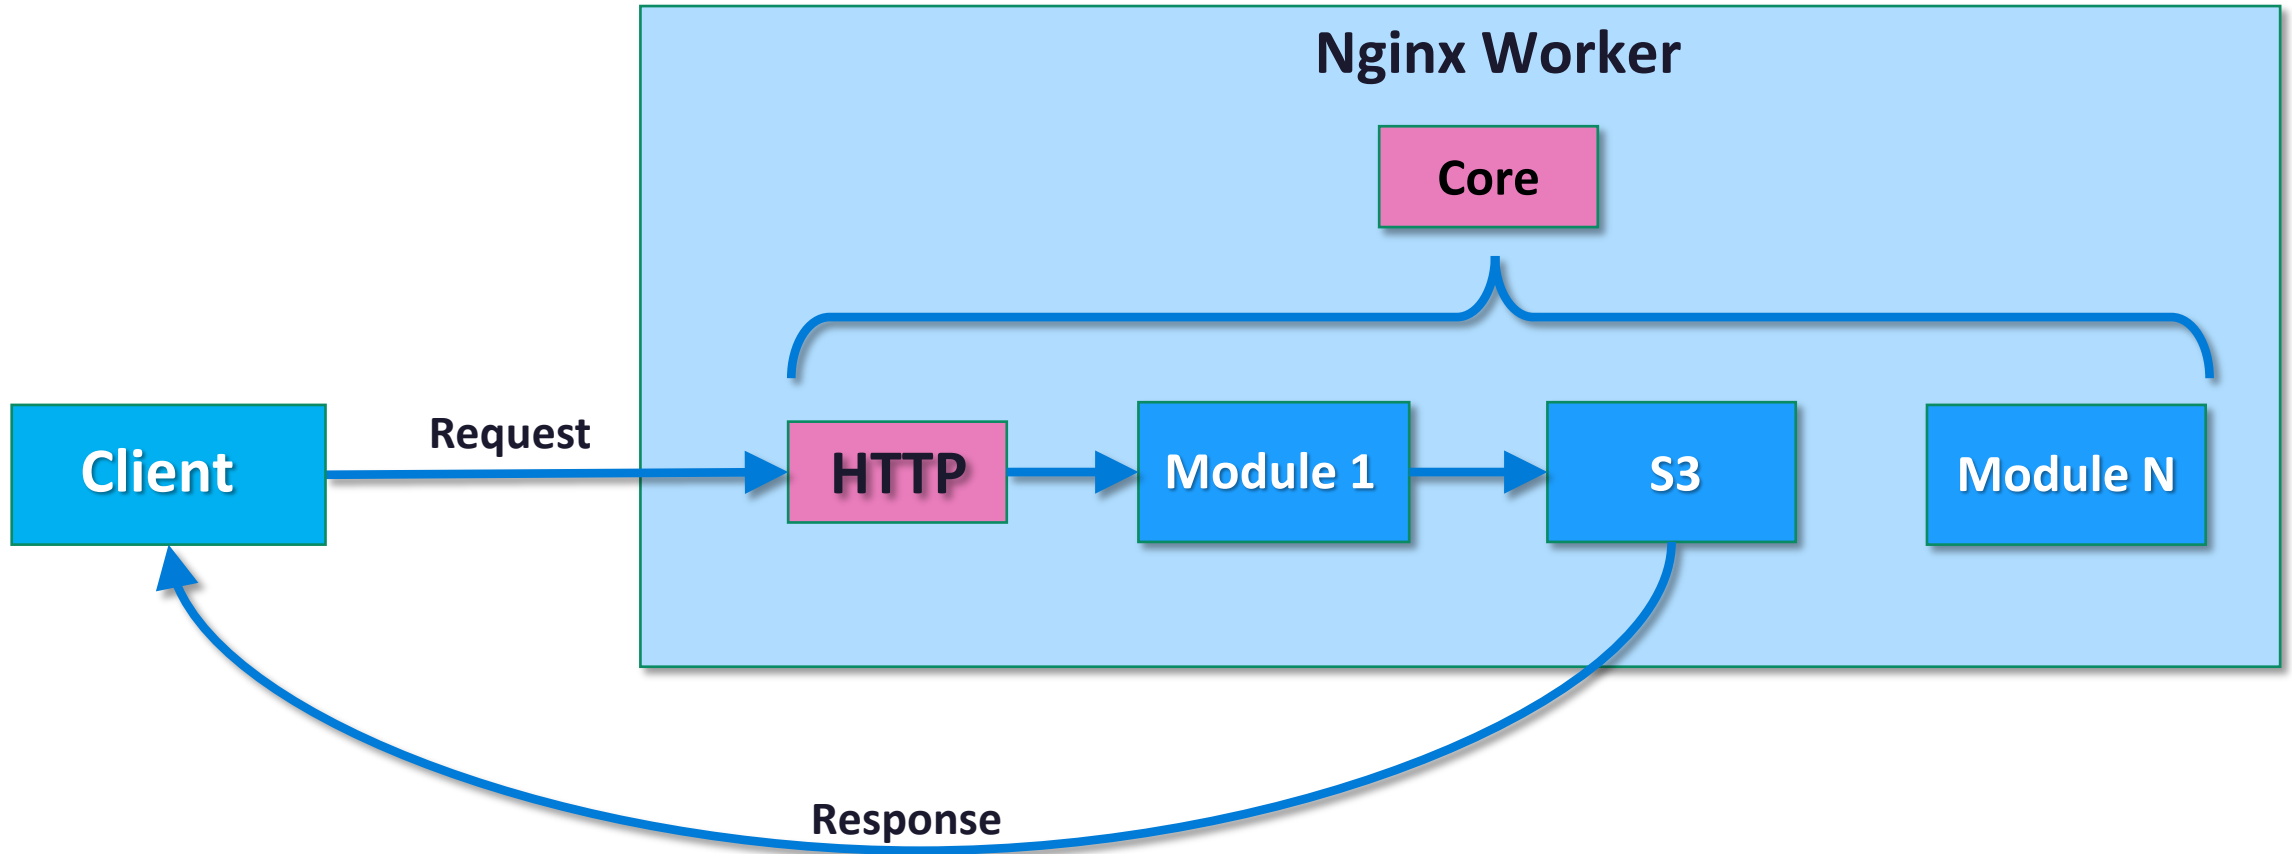 Nginx Worker
Core
Client
Request
HTTP
Module 1
S3
Module N
Response